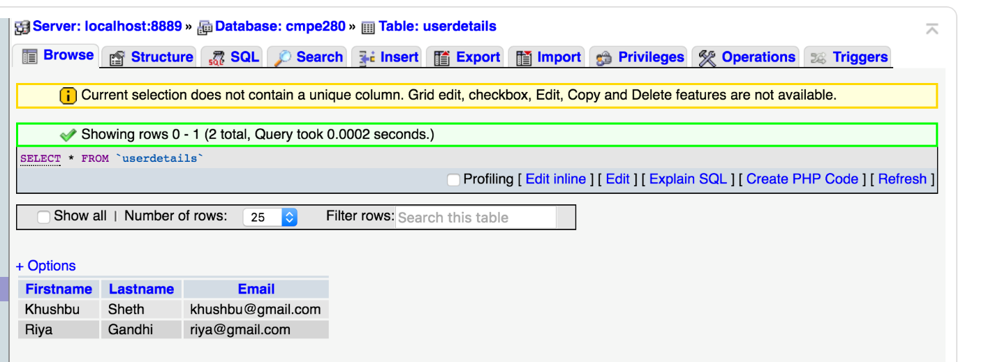 Server: localhost:8889 » Database: cmpe280 » Table: userdetails
Browse Structure SQL Search Insert Export Import Privileges Operations Triggers
Current selection does not contain a unique column. Grid edit, checkbox, Edit, Copy and Delete features are not available.
Showing rows 0 - 1 (2 total, Query took 0.0002 seconds.)
SELECT * FROM `userdetails`
Profiling [ Edit inline ] [ Edit ] [ Explain SQL ] [ Create PHP Code ] [ Refresh ]
Show all | Number of rows: 25 Filter rows: Search this table
+ Options
Firstname Lastname Email
Khushbu Sheth khushbu@gmail.com
Riya Gandhi riya@gmail.com